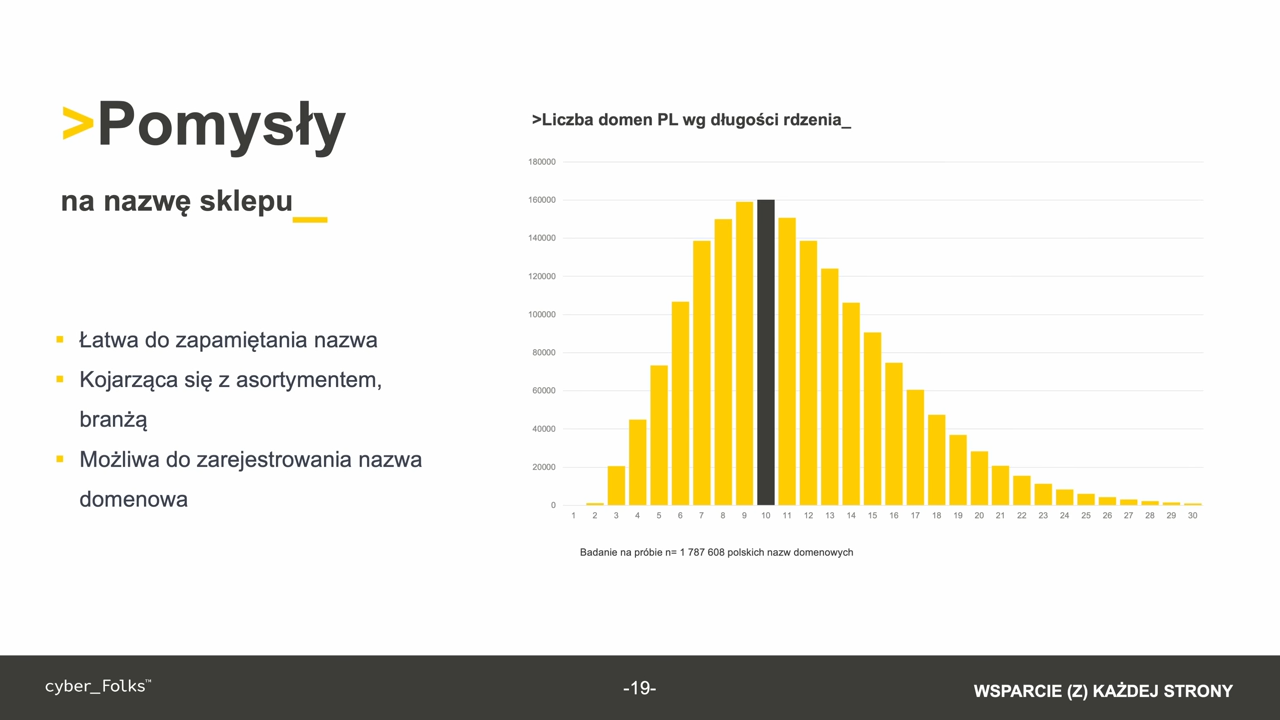 >Pomysły
na nazwę sklepu_
▪ Łatwa do zapamiętania nazwa
▪ Kojarząca się z asortymentem,
branżą
▪ Możliwa do zarejestrowania nazwa
domenowa
>Liczba domen PL wg długości rdzenia_
180000
160000
140000
120000
100000
80000
60000
40000
20000
0
1 2 3 4 5 6 7 8 9 10 11 12 13 14 15 16 17 18 19 20 21 22 23 24 25 26 27 28 29 30
Badanie na próbie n= 1 787 608 polskich nazw domenowych
cyber_Folks™
-19-
WSPARCIE (Z) KAŻDEJ STRONY